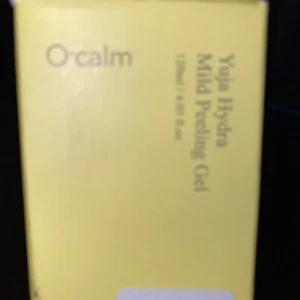 O•calm
Yuja Hydra
Mild Peeling Gel
120ml / 4.05 fl.oz.